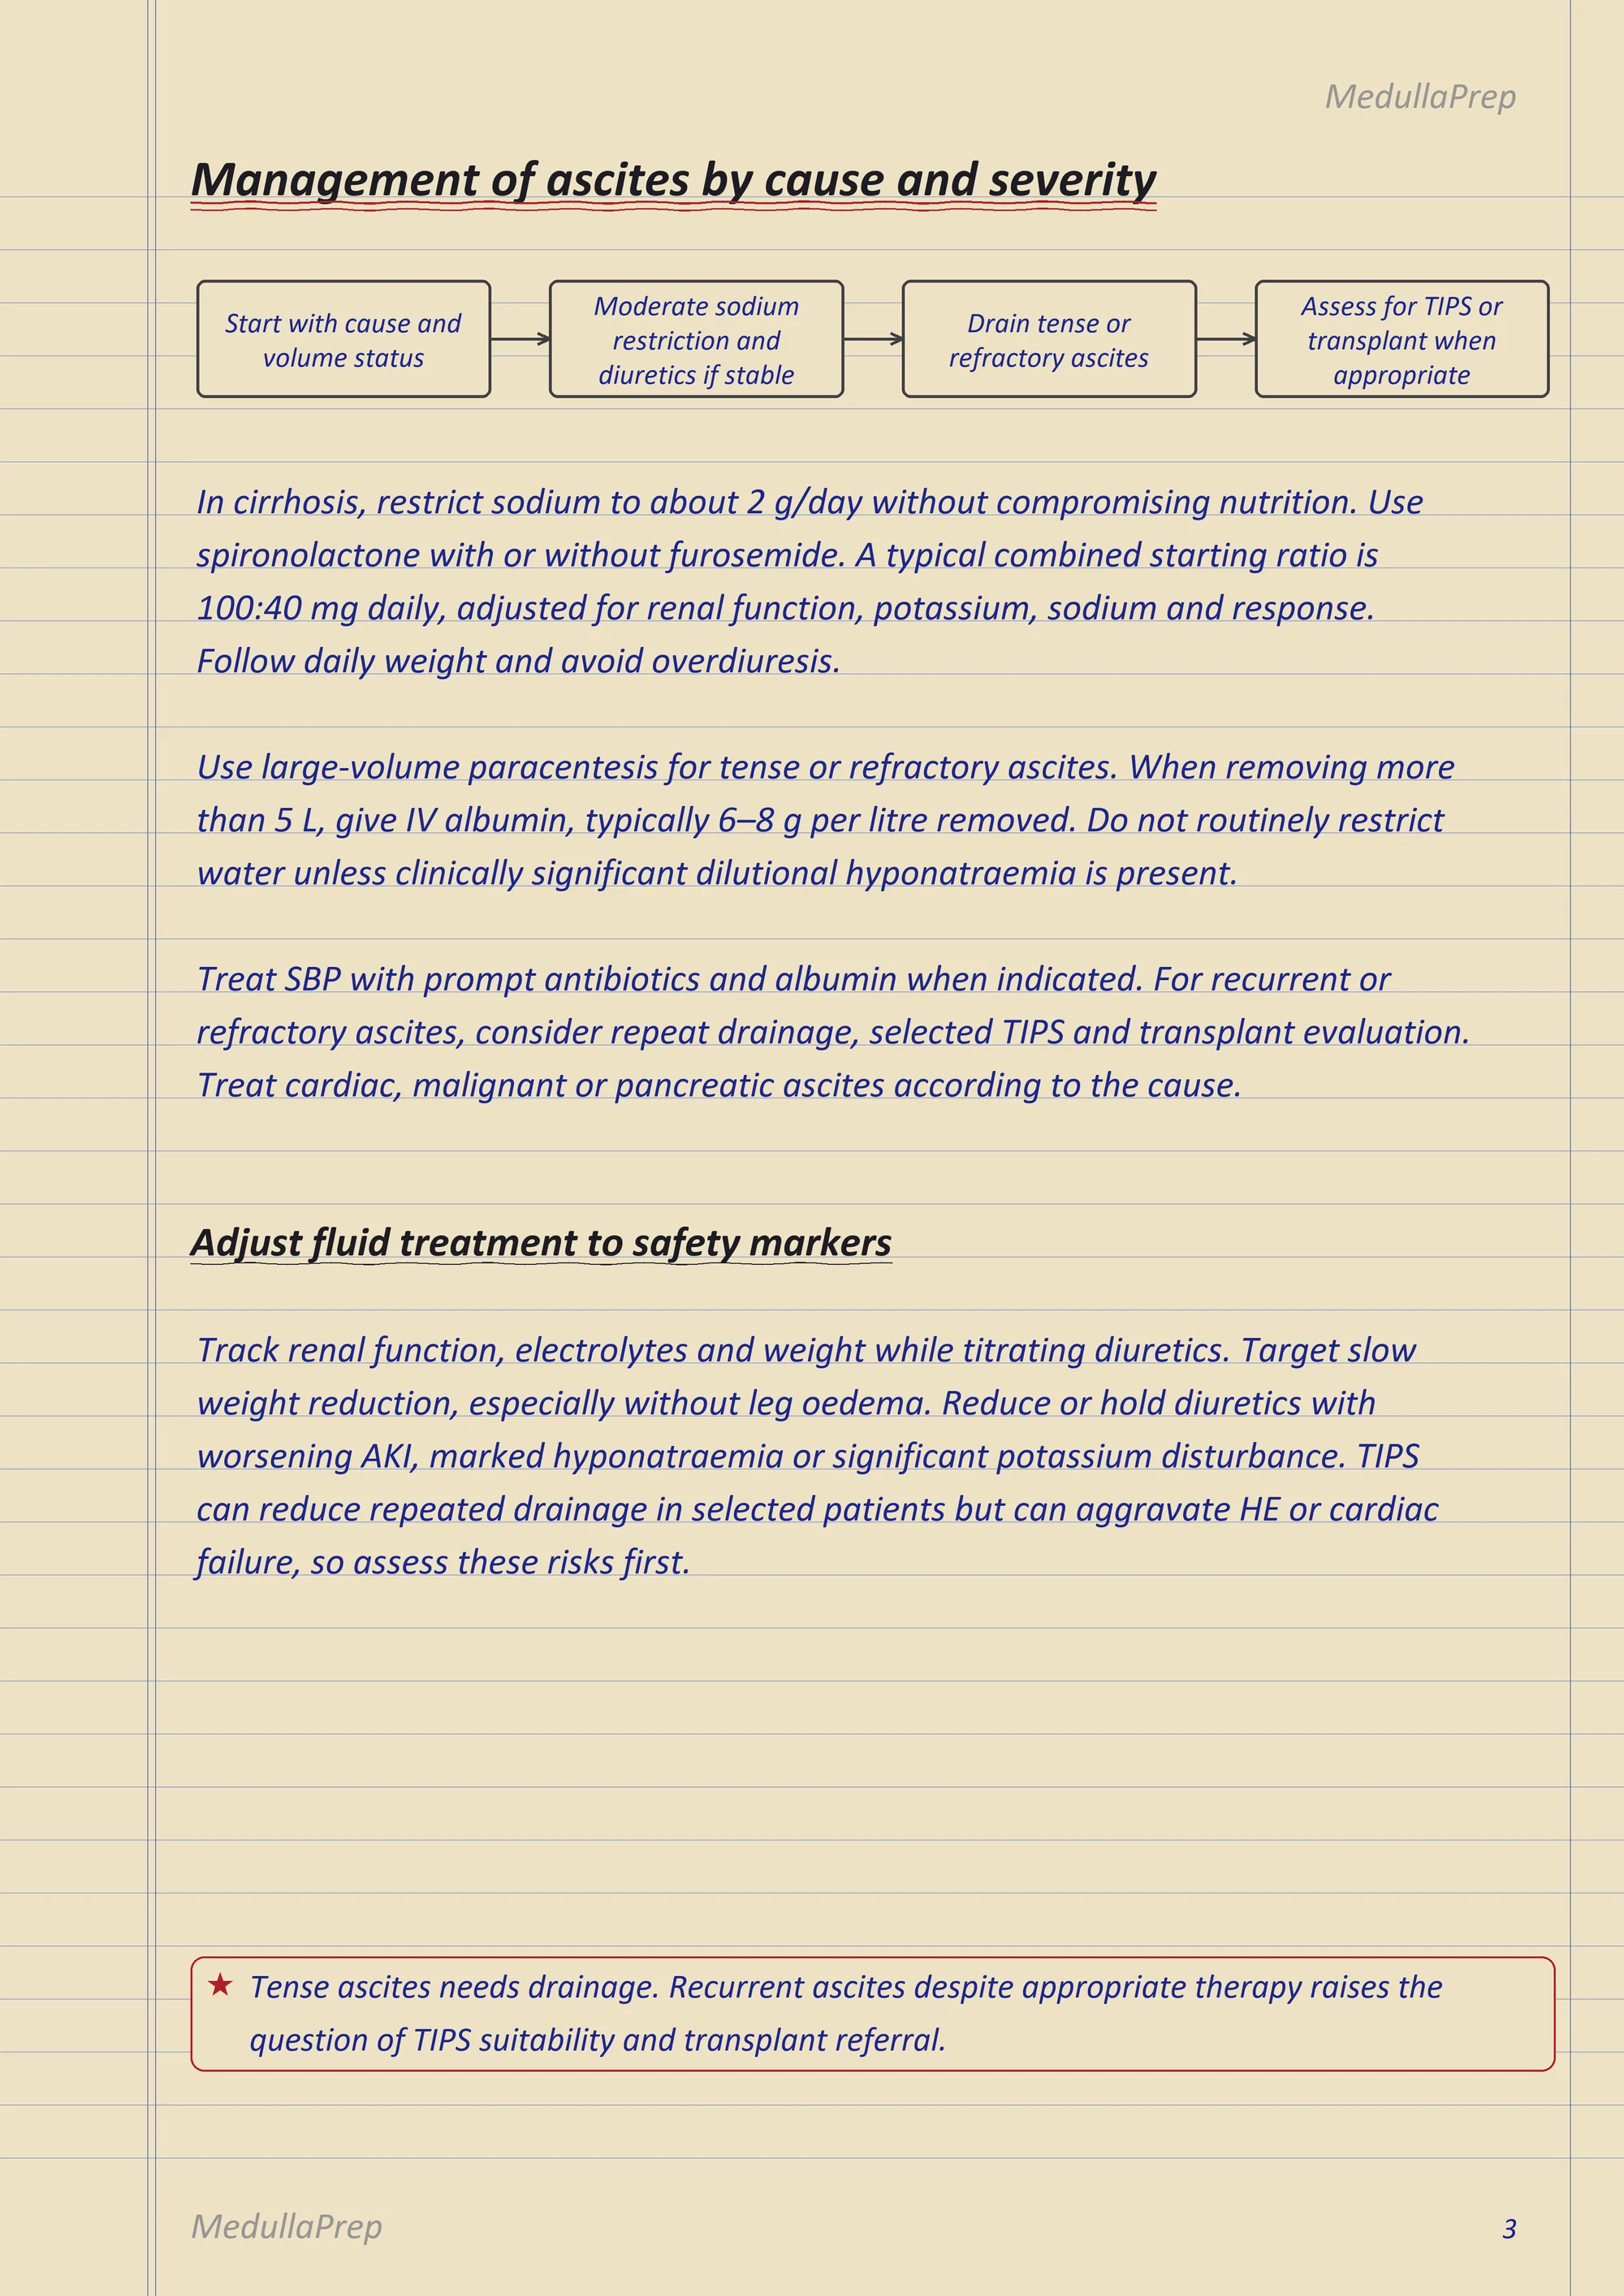 MedullaPrep
Management of ascites by cause and severity
Start with cause and
volume status
Moderate sodium
restriction and
diuretics if stable
Drain tense or
refractory ascites
Assess for TIPS or
transplant when
appropriate
In cirrhosis, restrict sodium to about 2 g/day without compromising nutrition. Use
spironolactone with or without furosemide. A typical combined starting ratio is
100:40 mg daily, adjusted for renal function, potassium, sodium and response.
Follow daily weight and avoid overdiuresis.
Use large-volume paracentesis for tense or refractory ascites. When removing more
than 5 L, give IV albumin, typically 6–8 g per litre removed. Do not routinely restrict
water unless clinically significant dilutional hyponatraemia is present.
Treat SBP with prompt antibiotics and albumin when indicated. For recurrent or
refractory ascites, consider repeat drainage, selected TIPS and transplant evaluation.
Treat cardiac, malignant or pancreatic ascites according to the cause.
Adjust fluid treatment to safety markers
Track renal function, electrolytes and weight while titrating diuretics. Target slow
weight reduction, especially without leg oedema. Reduce or hold diuretics with
worsening AKI, marked hyponatraemia or significant potassium disturbance. TIPS
can reduce repeated drainage in selected patients but can aggravate HE or cardiac
failure, so assess these risks first.
★ Tense ascites needs drainage. Recurrent ascites despite appropriate therapy raises the
question of TIPS suitability and transplant referral.
MedullaPrep
3